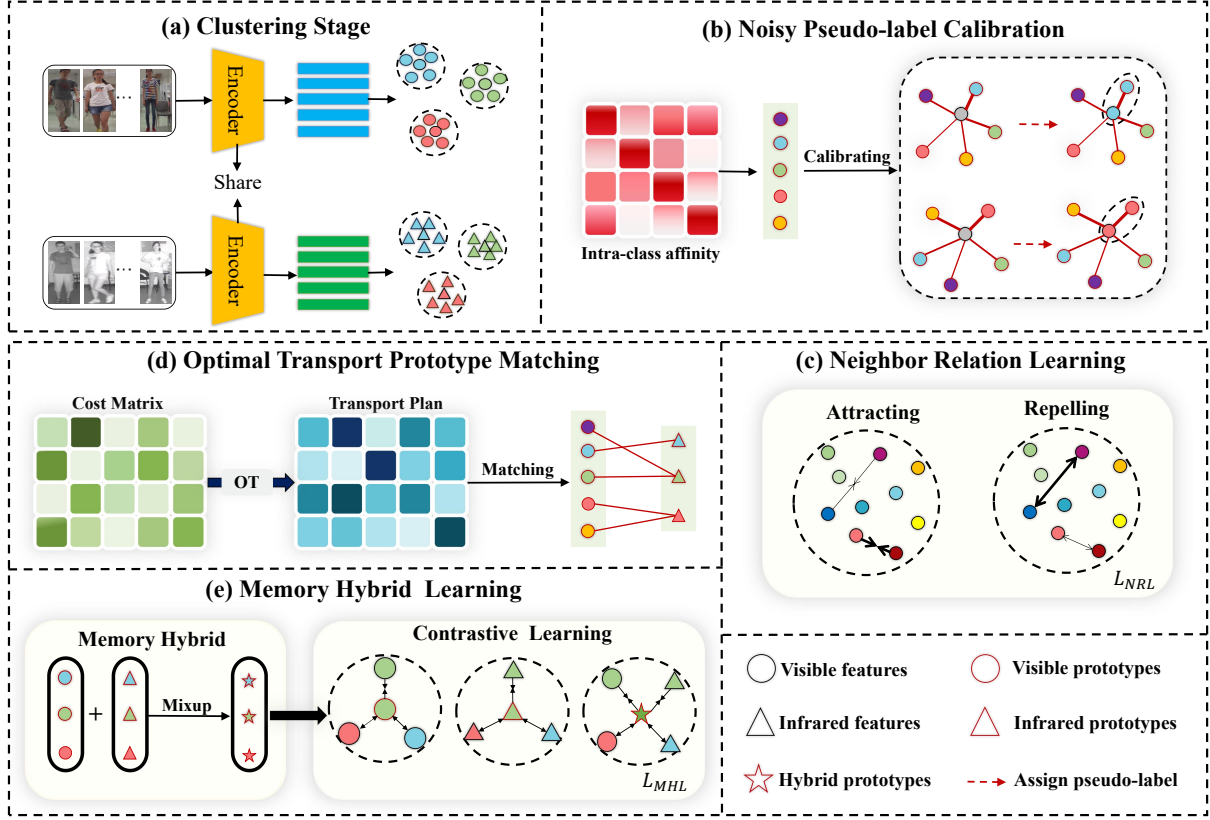 (a) Clustering Stage
Encoder
...
Share
Encoder
...
(b) Noisy Pseudo-label Calibration
Calibrating
Intra-class affinity
(d) Optimal Transport Prototype Matching
Cost Matrix
Transport Plan
OT
Matching
(c) Neighbor Relation Learning
Attracting
Repelling
L_NRL
(e) Memory Hybrid Learning
Memory Hybrid
Contrastive Learning
+
Mixup
L_MHL
Visible features
Visible prototypes
Infrared features
Infrared prototypes
Hybrid prototypes
Assign pseudo-label